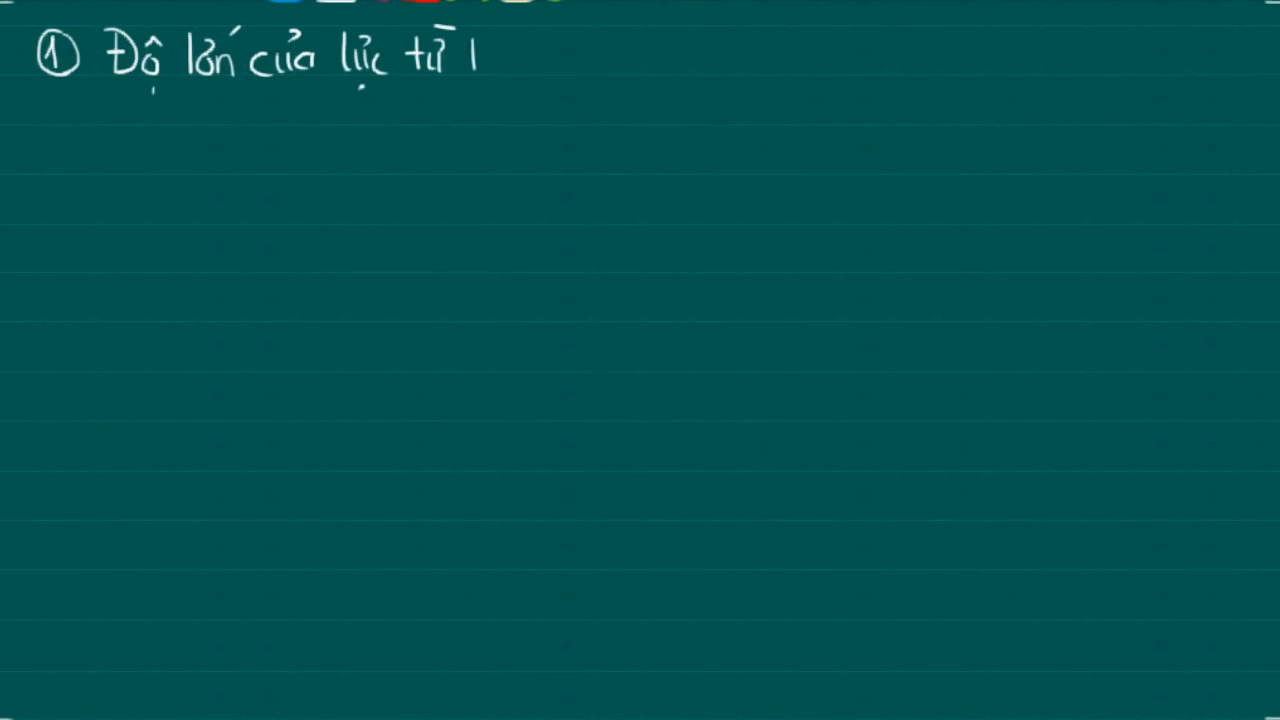 ① Độ lớn của lực từ